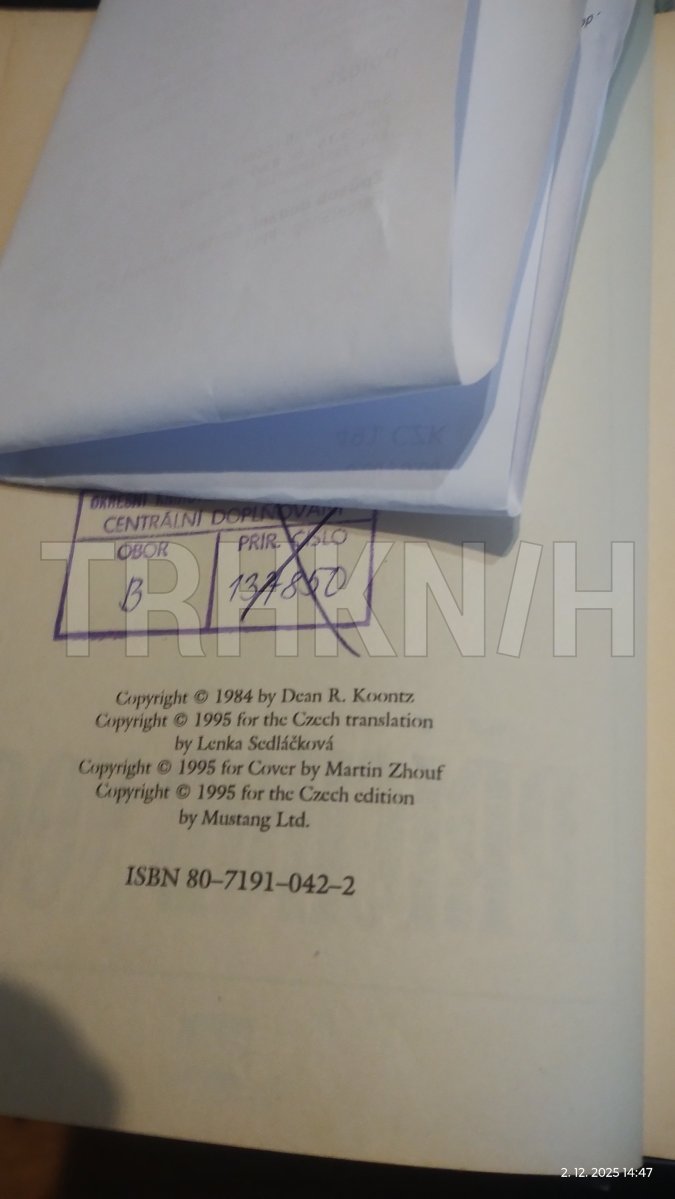 CENTRÁLNÍ DOPLŇOVÁNÍ
OBOR
PŘÍR. ČÍSLO
B
137850
TRHKNIH
Copyright © 1984 by Dean R. Koontz
Copyright © 1995 for the Czech translation
by Lenka Sedláčková
Copyright © 1995 for Cover by Martin Zhouf
Copyright © 1995 for the Czech edition
by Mustang Ltd.
ISBN 80–7191–042–2
2. 12. 2025 14:47